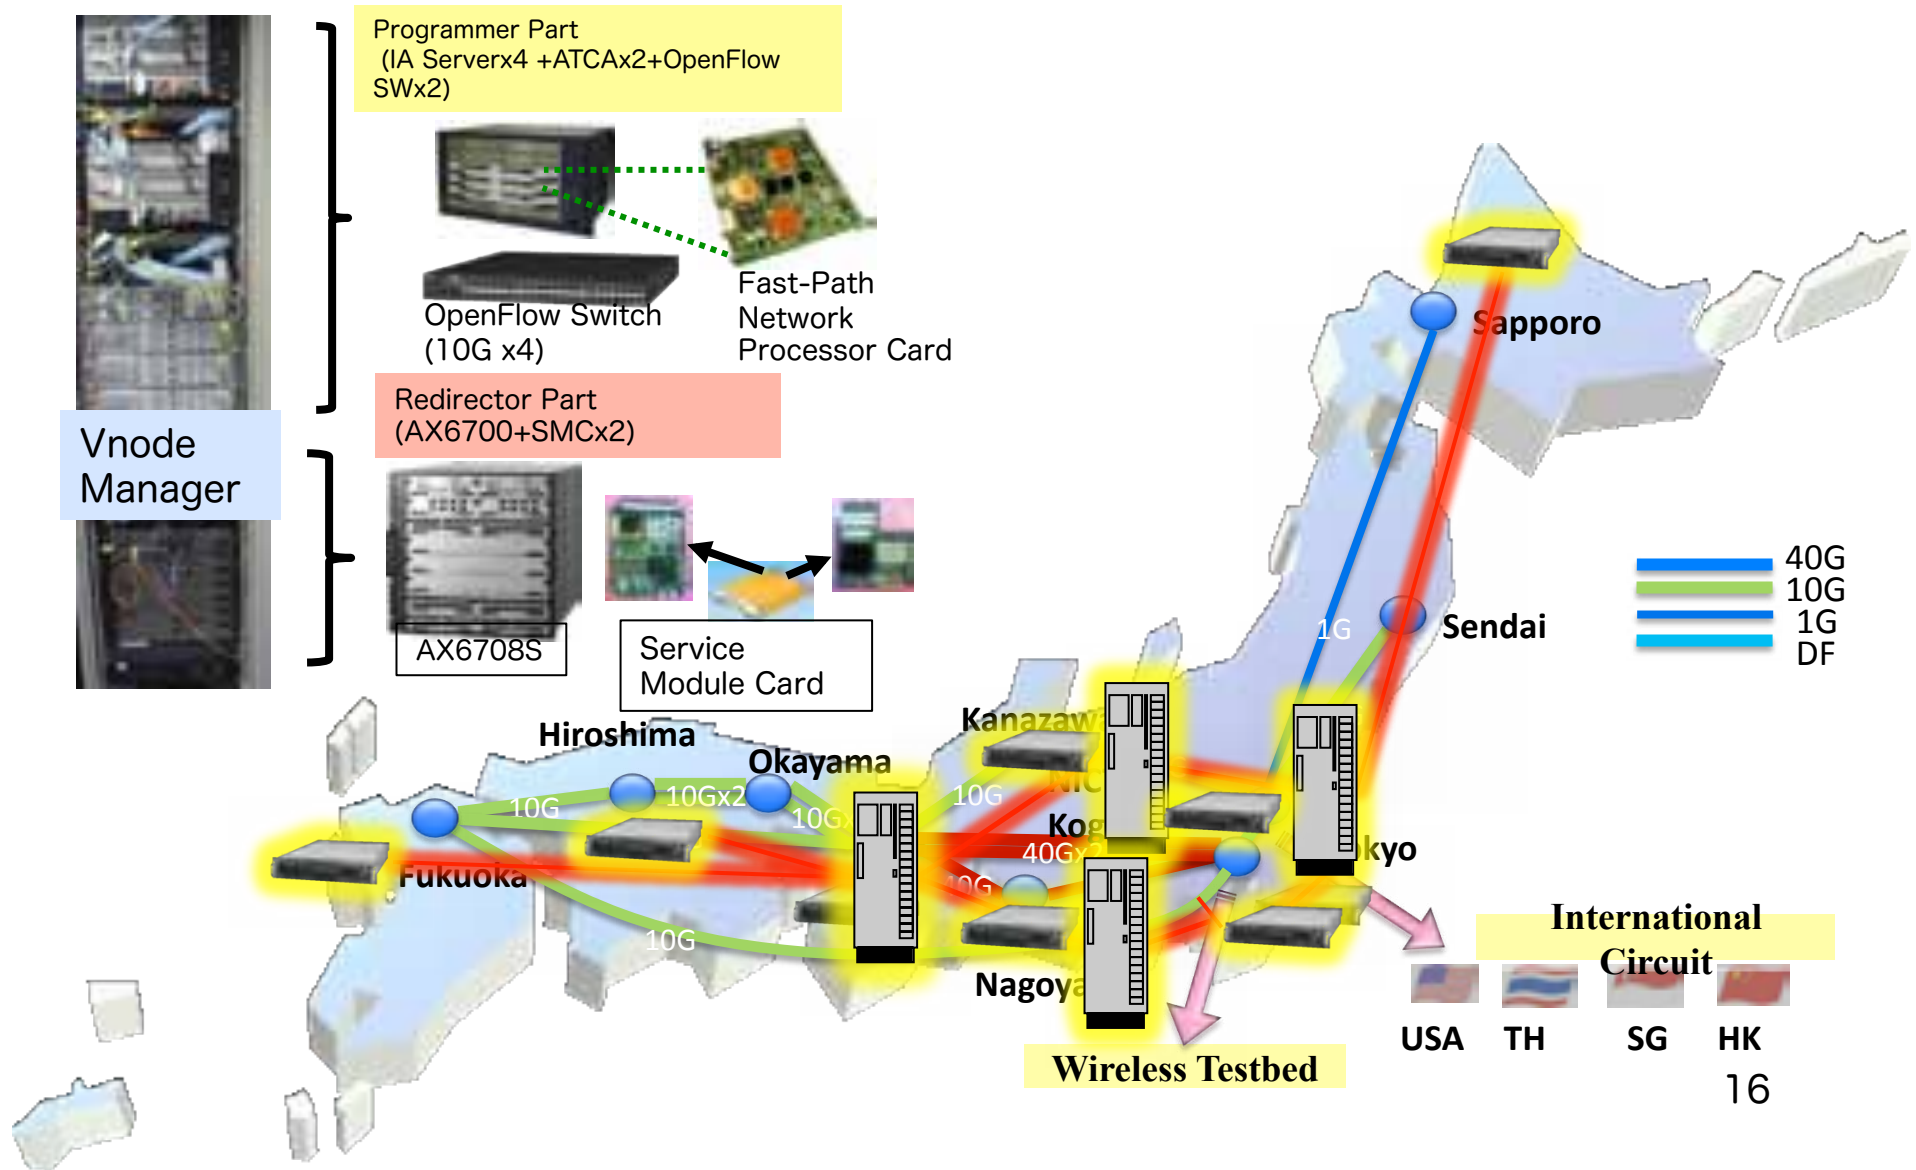 Programmer Part
(IA Serverx4 +ATCAx2+OpenFlow
SWx2)
OpenFlow Switch
(10G x4)
Fast-Path
Network
Processor Card
Redirector Part
(AX6700+SMCx2)
Vnode
Manager
AX6708S
Service
Module Card
Sapporo
Sendai
1G
40G
10G
1G
DF
Hiroshima
Okayama
10G
10Gx2
Fukuoka
10G
10G
40Gx2
40G
Nagoya
International
Circuit
USA
TH
SG
HK
Wireless Testbed
16